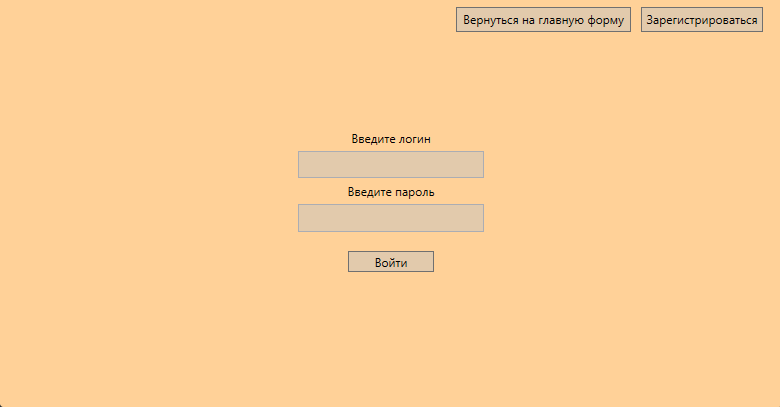 Вернуться на главную форму
Зарегистрироваться
Введите логин
Введите пароль
Войти